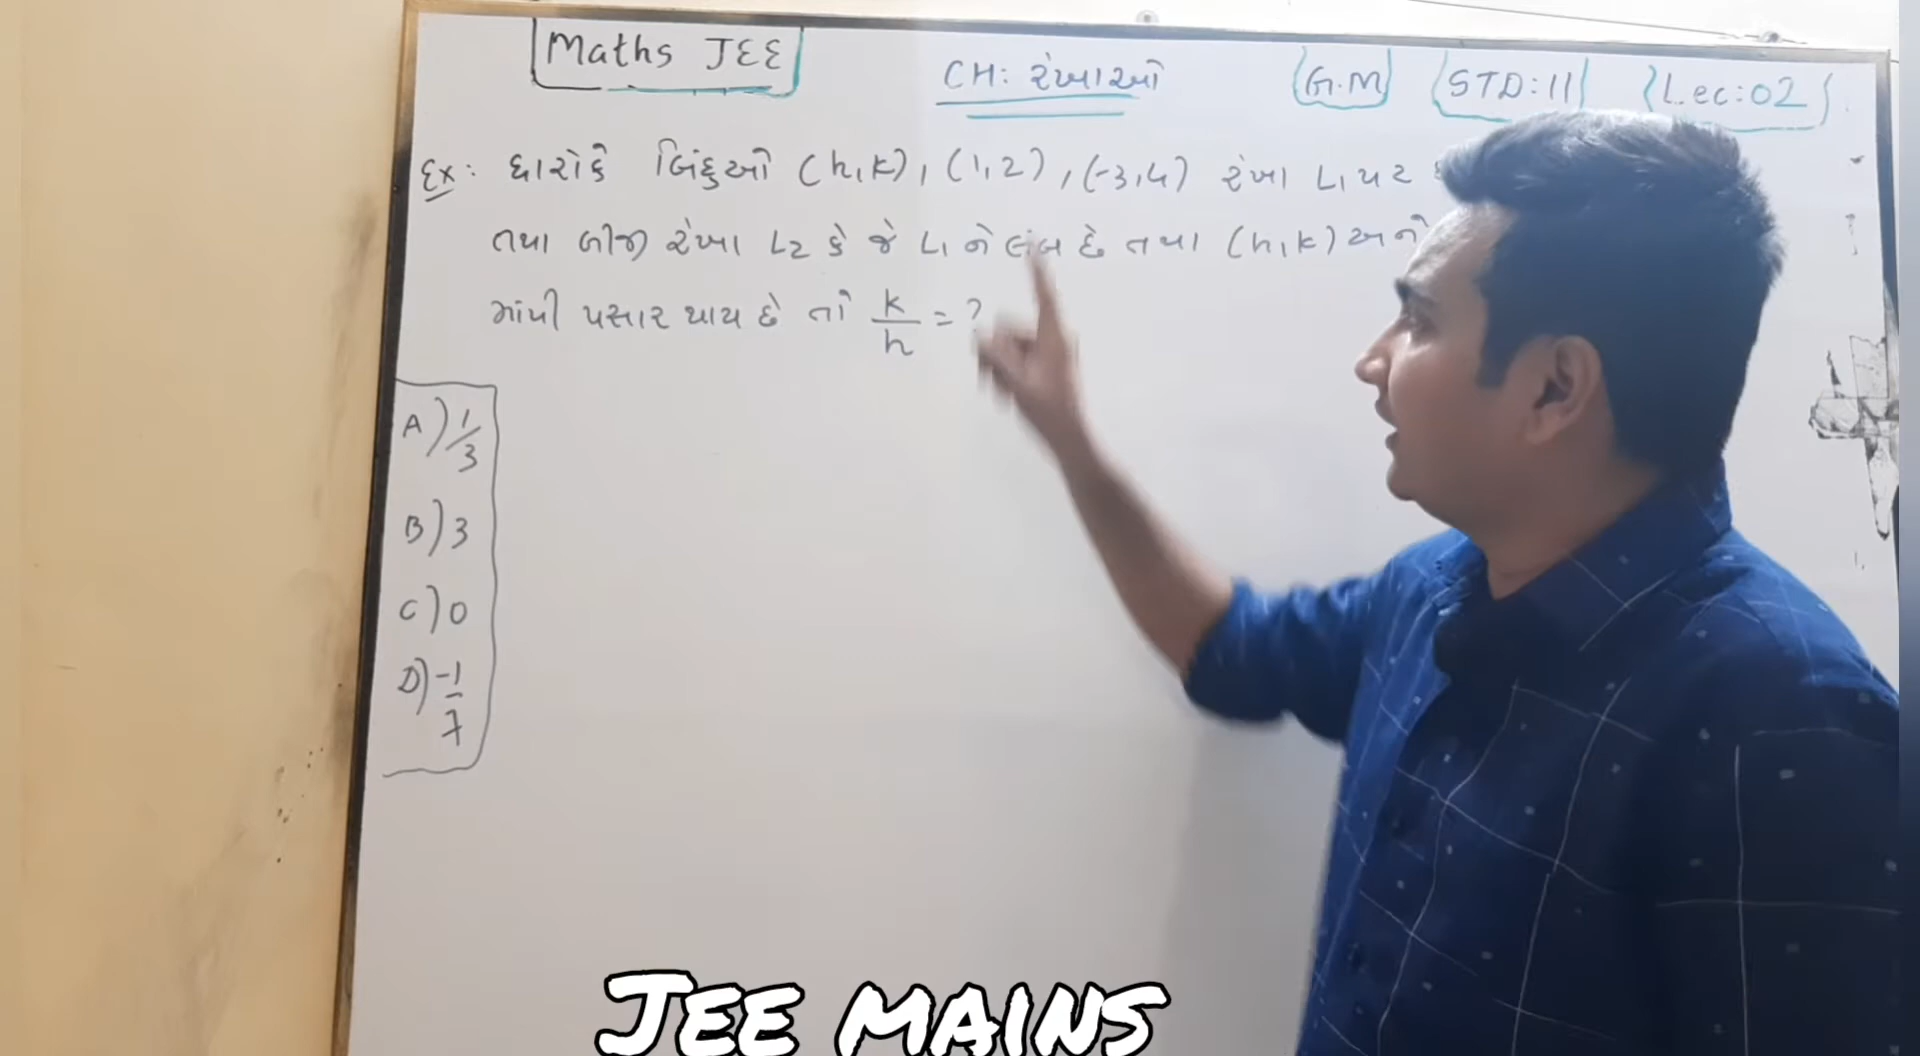 Maths JEE
CH: રેખાઓ
G.M
STD:11
Lec:02
Ex: ધારોકે બિંદુઓ (h,k), (1,2), (-3,4) રેખા L1 પર
તથા બીજી રેખા L2 કે જે L1 ને લંબ છે તથા (h,k) અને
માંથી પસાર થાય છે તો k/h = ?
A) 1/3
B) 3
C) 0
D) -1/7
JEE MAINS